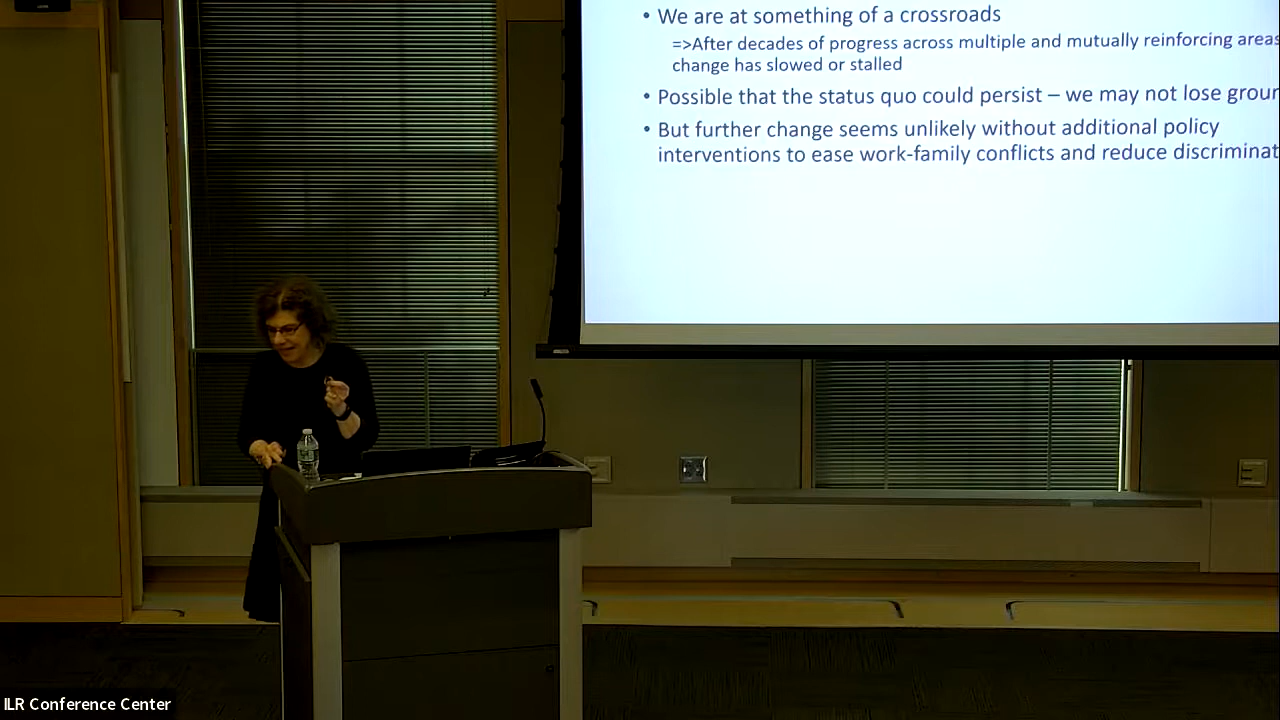 • We are at something of a crossroads
=>After decades of progress across multiple and mutually reinforcing areas
change has slowed or stalled
• Possible that the status quo could persist – we may not lose
• But further change seems unlikely without additional policy
interventions to ease work-family conflicts and reduce
ILR Conference Center